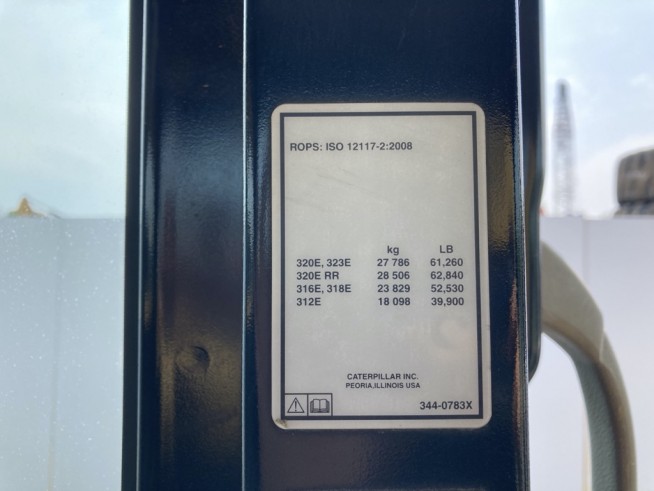 ROPS: ISO 12117-2:2008
kg LB
320E, 323E 27 786 61,260
320E RR 28 506 62,840
316E, 318E 23 829 52,530
312E 18 098 39,900
CATERPILLAR INC.
PEORIA,ILLINOIS USA
344-0783X